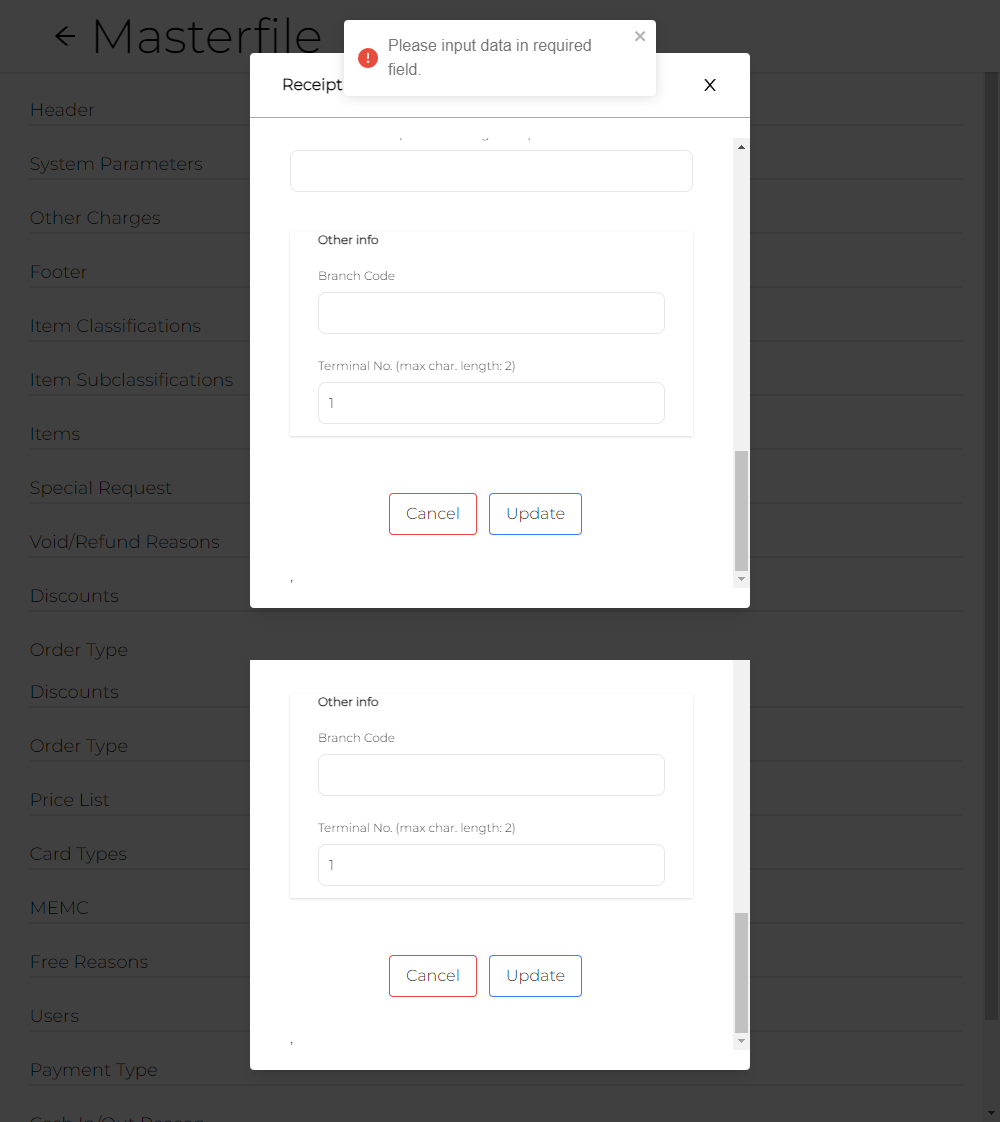 Masterfile
Please input data in required
field.
Receipt
X
Header
System Parameters
Other Charges
Other info
Footer
Branch Code
Item Classifications
Terminal No. (max char. length: 2)
Item Subclassifications
1
Items
Special Request
Cancel
Update
Void/Refund Reasons
,
Discounts
Order Type
Discounts
Other info
Order Type
Branch Code
Price List
Terminal No. (max char. length: 2)
Card Types
1
MEMC
Free Reasons
Cancel
Update
Users
,
Payment Type